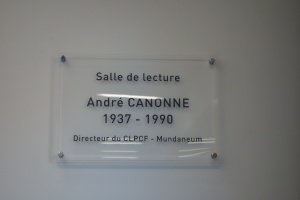 Salle de lecture
André CANONNE
1937 - 1990
Directeur du CLPCF - Mundaneum